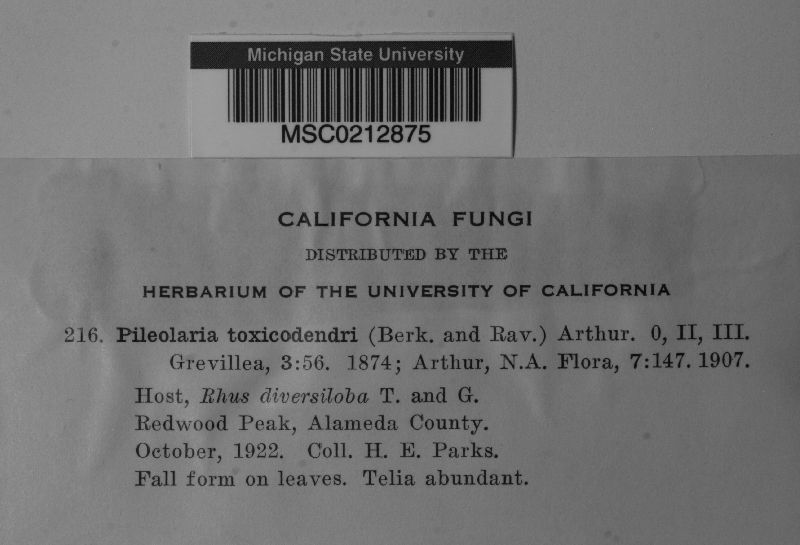 Michigan State University
MSC0212875
CALIFORNIA FUNGI
DISTRIBUTED BY THE
HERBARIUM OF THE UNIVERSITY OF CALIFORNIA
216. Pileolaria toxicodendri (Berk. and Rav.) Arthur. 0, II, III.
Grevillea, 3:56. 1874; Arthur, N.A. Flora, 7:147. 1907.
Host, Rhus diversiloba T. and G.
Redwood Peak, Alameda County.
October, 1922. Coll. H. E. Parks.
Fall form on leaves. Telia abundant.